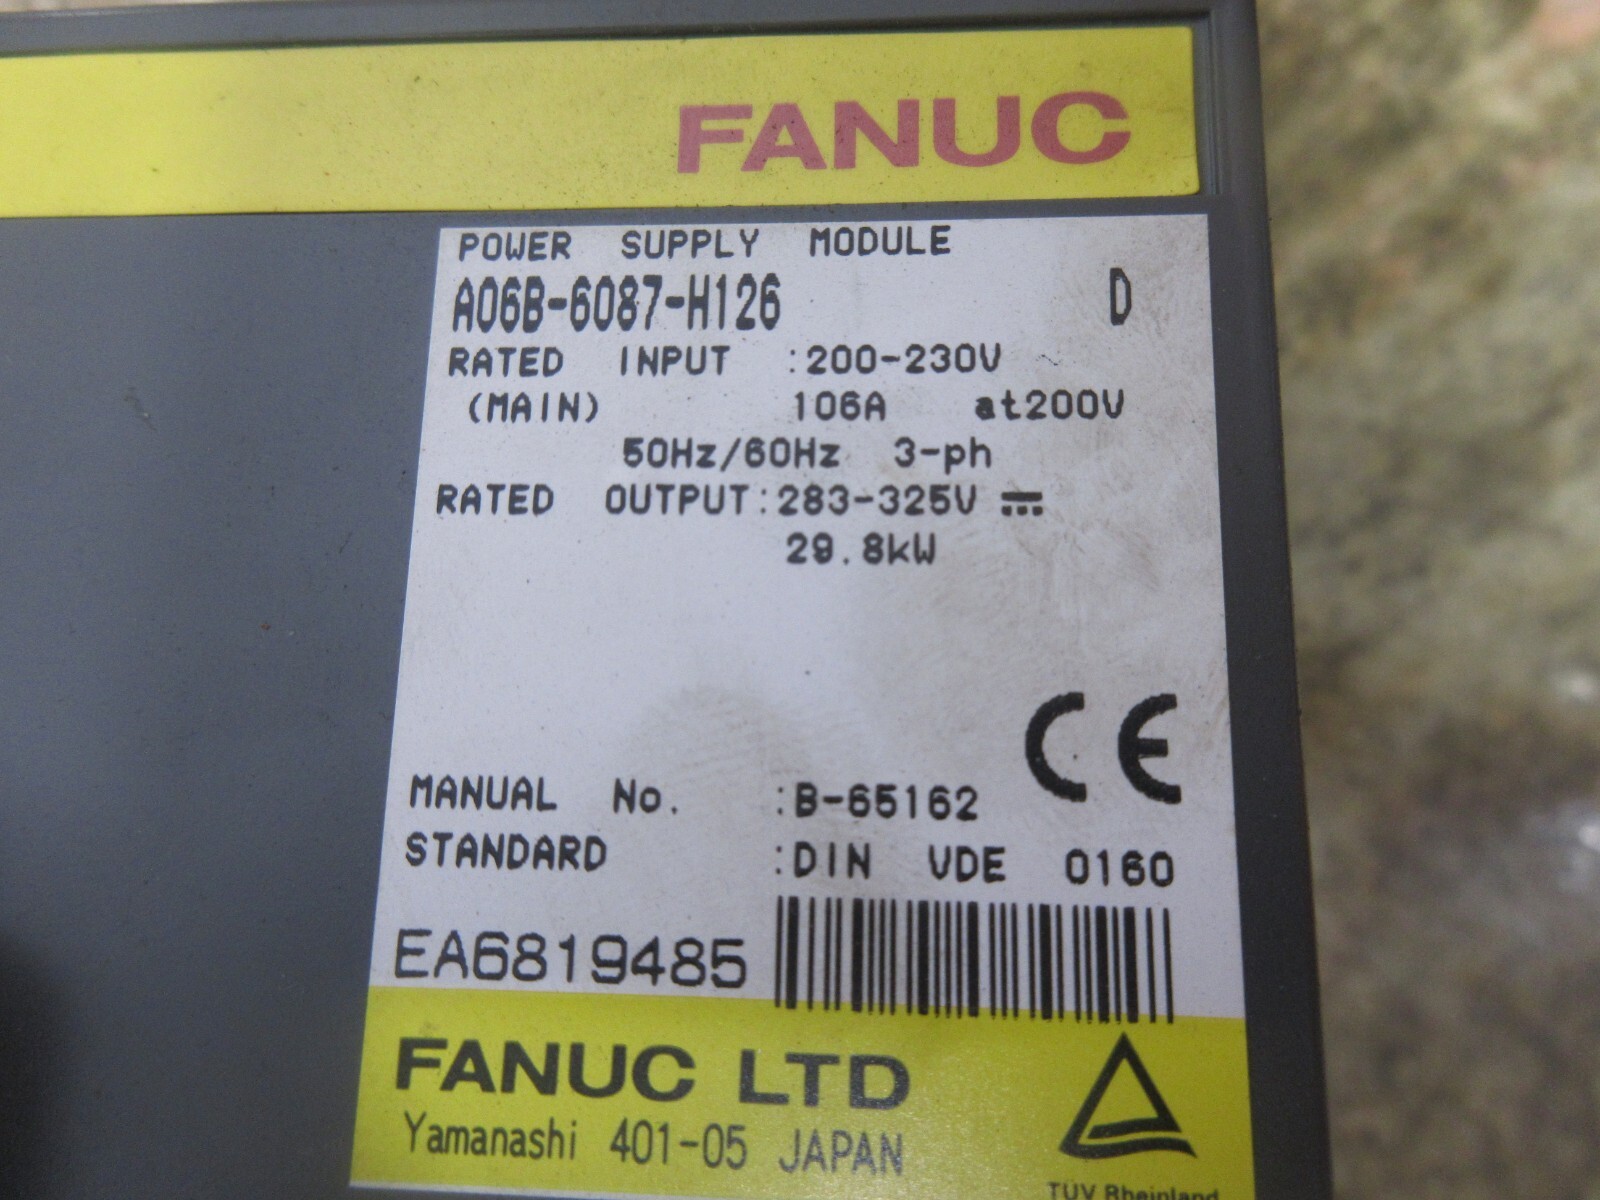 FANUC
POWER SUPPLY MODULE
A06B-6087-H126 D
RATED INPUT :200-230V ~
(MAIN) 106A at200V
50Hz/60Hz 3-ph
RATED OUTPUT:283-325V ⎓
29.8kW
CE
MANUAL No. :B-65162
STANDARD :DIN VDE 0160
EA6819485
FANUC LTD
Yamanashi 401-05 JAPAN
TÜV Rheinland